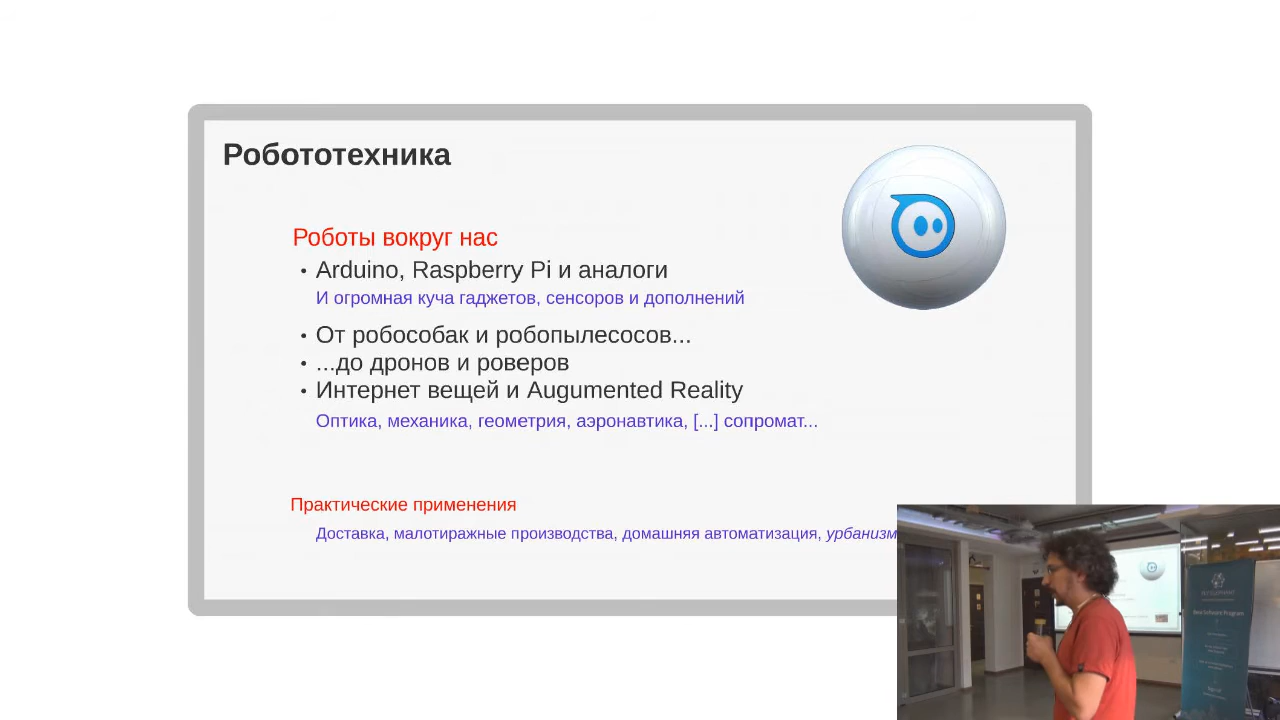 Робототехника
Роботы вокруг нас
• Arduino, Raspberry Pi и аналоги
И огромная куча гаджетов, сенсоров и дополнений
• От робособак и робопылесосов...
• ...до дронов и роверов
• Интернет вещей и Augumented Reality
Оптика, механика, геометрия, аэронавтика, [...] сопромат...
Практические применения
Доставка, малотиражные производства, домашняя автоматизация, урбанизм